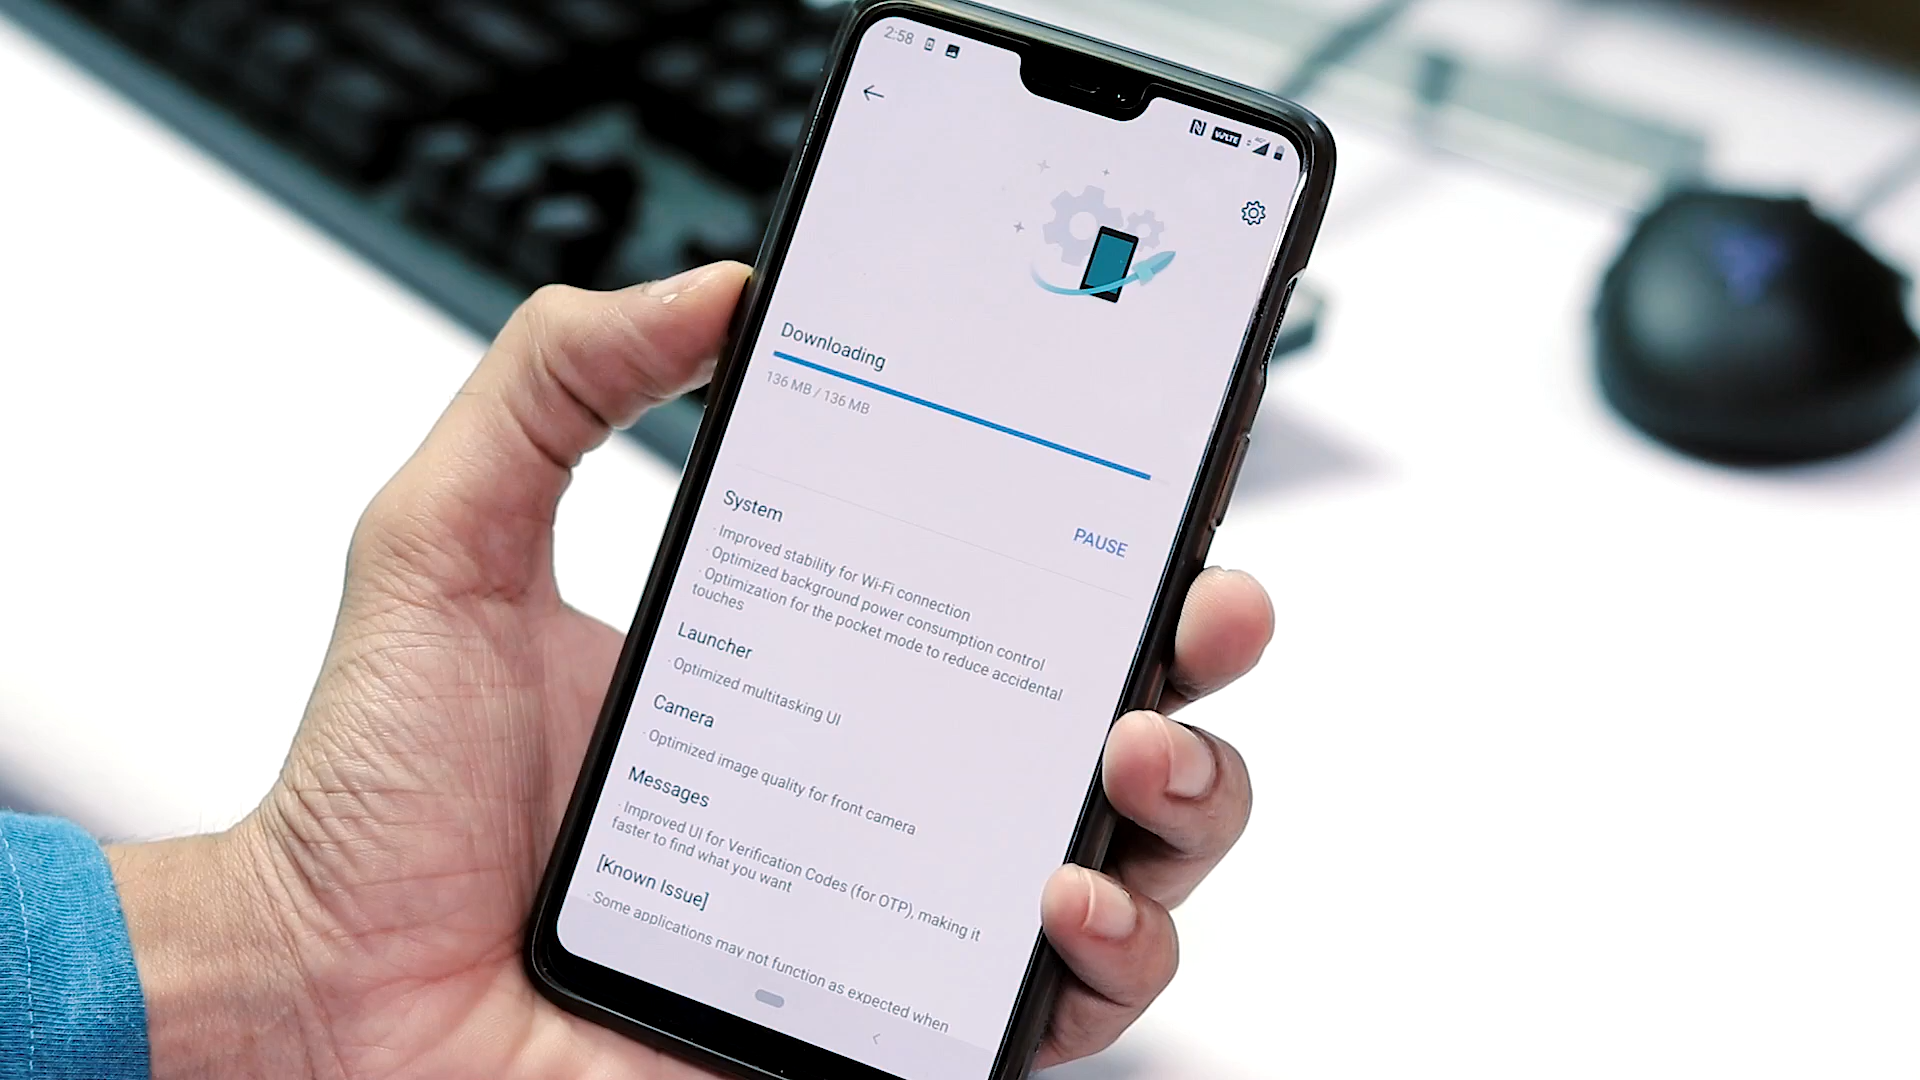 2:58
VoLTE
Downloading
136 MB / 136 MB
PAUSE
System
· Improved stability for Wi-Fi connection
· Optimized background power consumption control
· Optimization for the pocket mode to reduce accidental
touches
Launcher
· Optimized multitasking UI
Camera
· Optimized image quality for front camera
Messages
· Improved UI for Verification Codes (for OTP), making it
faster to find what you want
[Known Issue]
· Some applications may not function as expected when